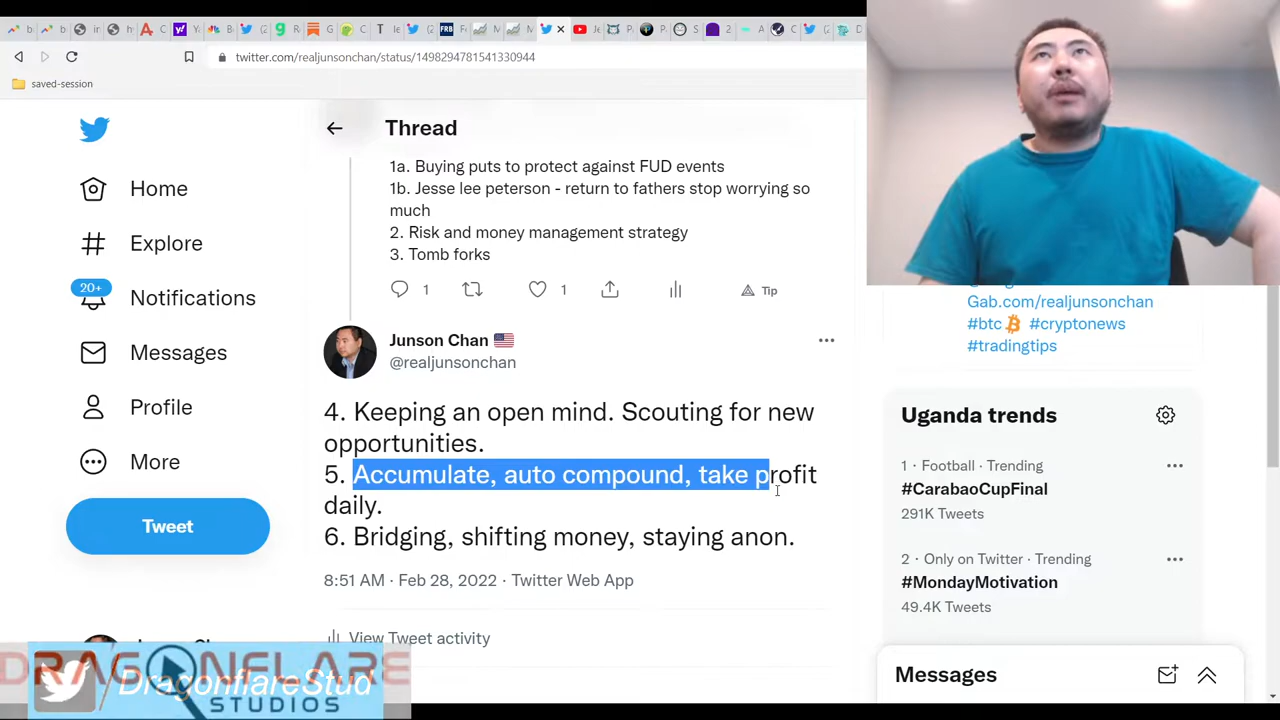 twitter.com/realjunsonchan/status/1498294781541330944
saved-session
Home
Explore
20+
Notifications
Messages
Profile
More
Tweet
Thread
1a. Buying puts to protect against FUD events
1b. Jesse lee peterson - return to fathers stop worrying so
much
2. Risk and money management strategy
3. Tomb forks
1
1
Tip
Junson Chan
@realjunsonchan
4. Keeping an open mind. Scouting for new
opportunities.
5. Accumulate, auto compound, take profit
daily.
6. Bridging, shifting money, staying anon.
8:51 AM · Feb 28, 2022 · Twitter Web App
View Tweet activity
Gab.com/realjunsonchan
#btc #cryptonews
#tradingtips
Uganda trends
1 · Football · Trending
#CarabaoCupFinal
291K Tweets
2 · Only on Twitter · Trending
#MondayMotivation
49.4K Tweets
Messages
DRAGONFLARE
/DragonflareStud
STUDIOS